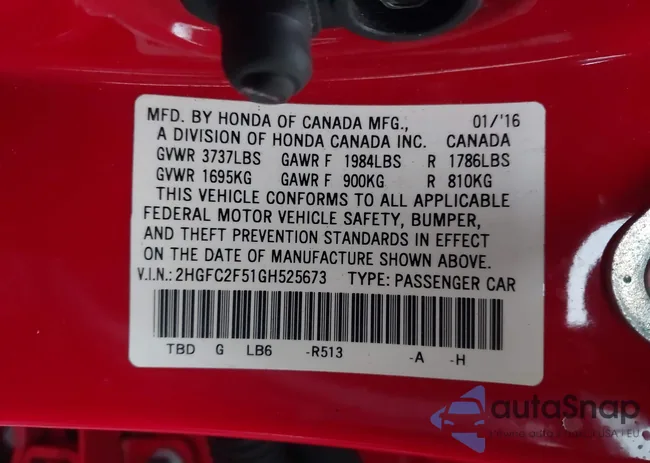 MFD. BY HONDA OF CANADA MFG., 01/'16
A DIVISION OF HONDA CANADA INC. CANADA
GVWR 3737LBS GAWR F 1984LBS R 1786LBS
GVWR 1695KG GAWR F 900KG R 810KG
THIS VEHICLE CONFORMS TO ALL APPLICABLE
FEDERAL MOTOR VEHICLE SAFETY, BUMPER,
AND THEFT PREVENTION STANDARDS IN EFFECT
ON THE DATE OF MANUFACTURE SHOWN ABOVE.
V.I.N.: 2HGFC2F51GH525673 TYPE: PASSENGER CAR
TBD G LB6 -R513 -A -H
autoSnap
USA • EU